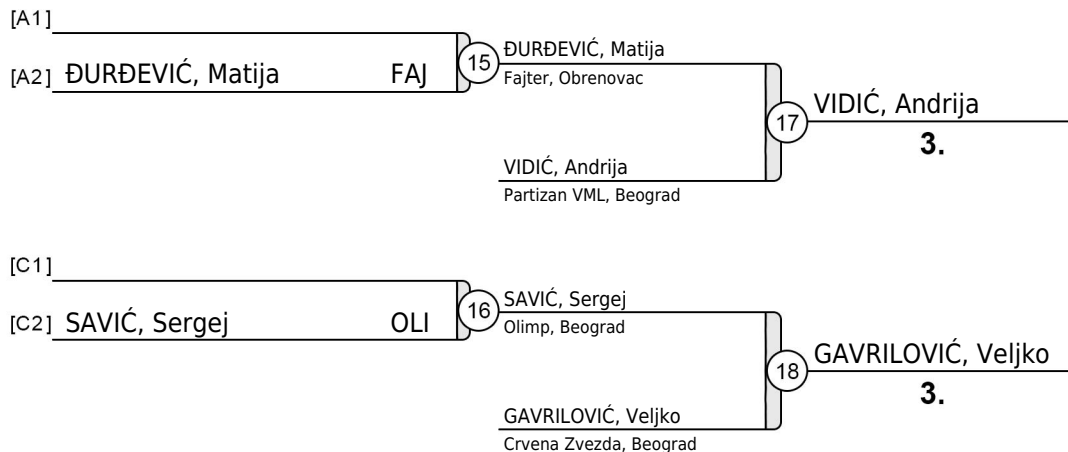 [A1]
[A2] ĐURĐEVIĆ, Matija FAJ
15
ĐURĐEVIĆ, Matija
Fajter, Obrenovac
17
VIDIĆ, Andrija
3.
VIDIĆ, Andrija
Partizan VML, Beograd
[C1]
[C2] SAVIĆ, Sergej OLI
16
SAVIĆ, Sergej
Olimp, Beograd
18
GAVRILOVIĆ, Veljko
3.
GAVRILOVIĆ, Veljko
Crvena Zvezda, Beograd